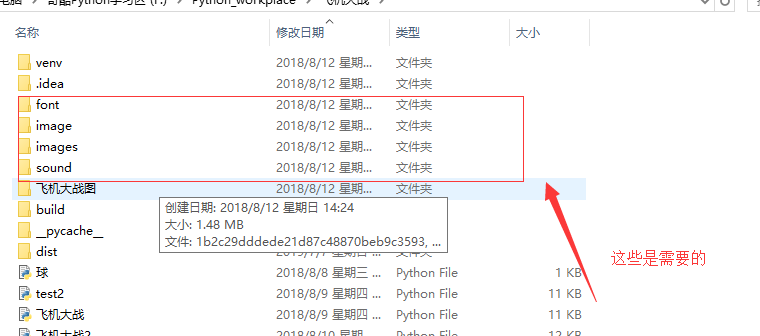 电脑 > 奇酷Python学习区 (F:) > Python_workplace > 飞机大战 >
名称 修改日期 类型 大小
venv 2018/8/12 星期... 文件夹
.idea 2018/8/12 星期... 文件夹
font 2018/8/12 星期... 文件夹
image 2018/8/12 星期... 文件夹
images 2018/8/12 星期... 文件夹
sound 2018/8/12 星期... 文件夹
飞机大战图 2018/8/12 星期... 文件夹
build 文件夹
创建日期: 2018/8/12 星期日 14:24
大小: 1.48 MB
文件: 1b2c29dddede21d87c48870beb9c3593, ...
__pycache__ 文件夹
dist 文件夹
这些是需要的
球 2018/8/8 星期三 ... Python File 1 KB
test2 2018/8/9 星期四 ... Python File 11 KB
飞机大战 2018/8/9 星期四 ... Python File 11 KB
飞机大战2 2018/8/10 星期... Python File 12 KB